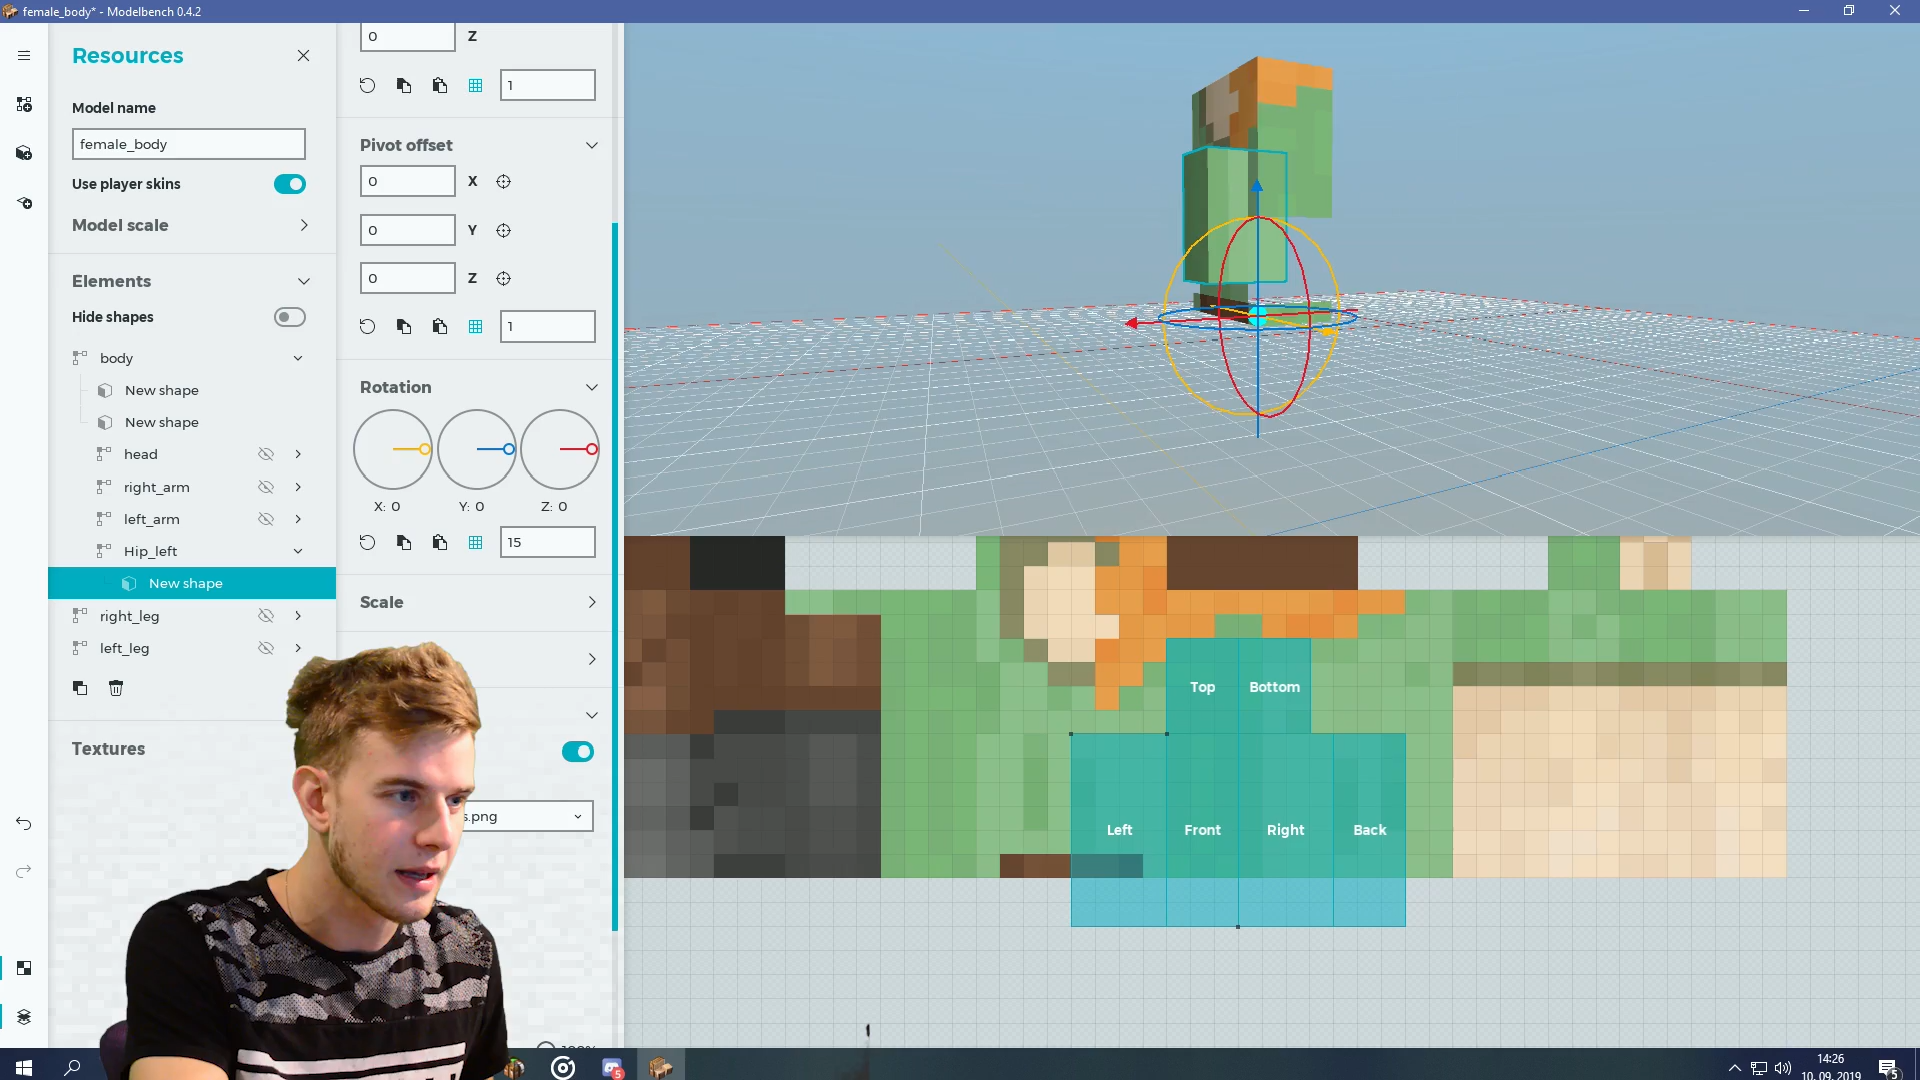 female_body* - Modelbench 0.4.2
Resources
Model name
female_body
Use player skins
Model scale
Elements
Hide shapes
body
New shape
New shape
head
right_arm
left_arm
Hip_left
New shape
right_leg
left_leg
Textures
0 Z
1
Pivot offset
0 X
0 Y
0 Z
1
Rotation
X: 0 Y: 0 Z: 0
15
Scale
s.png
Top Bottom
Left Front Right Back
5
14:26
10. 09. 2019
5